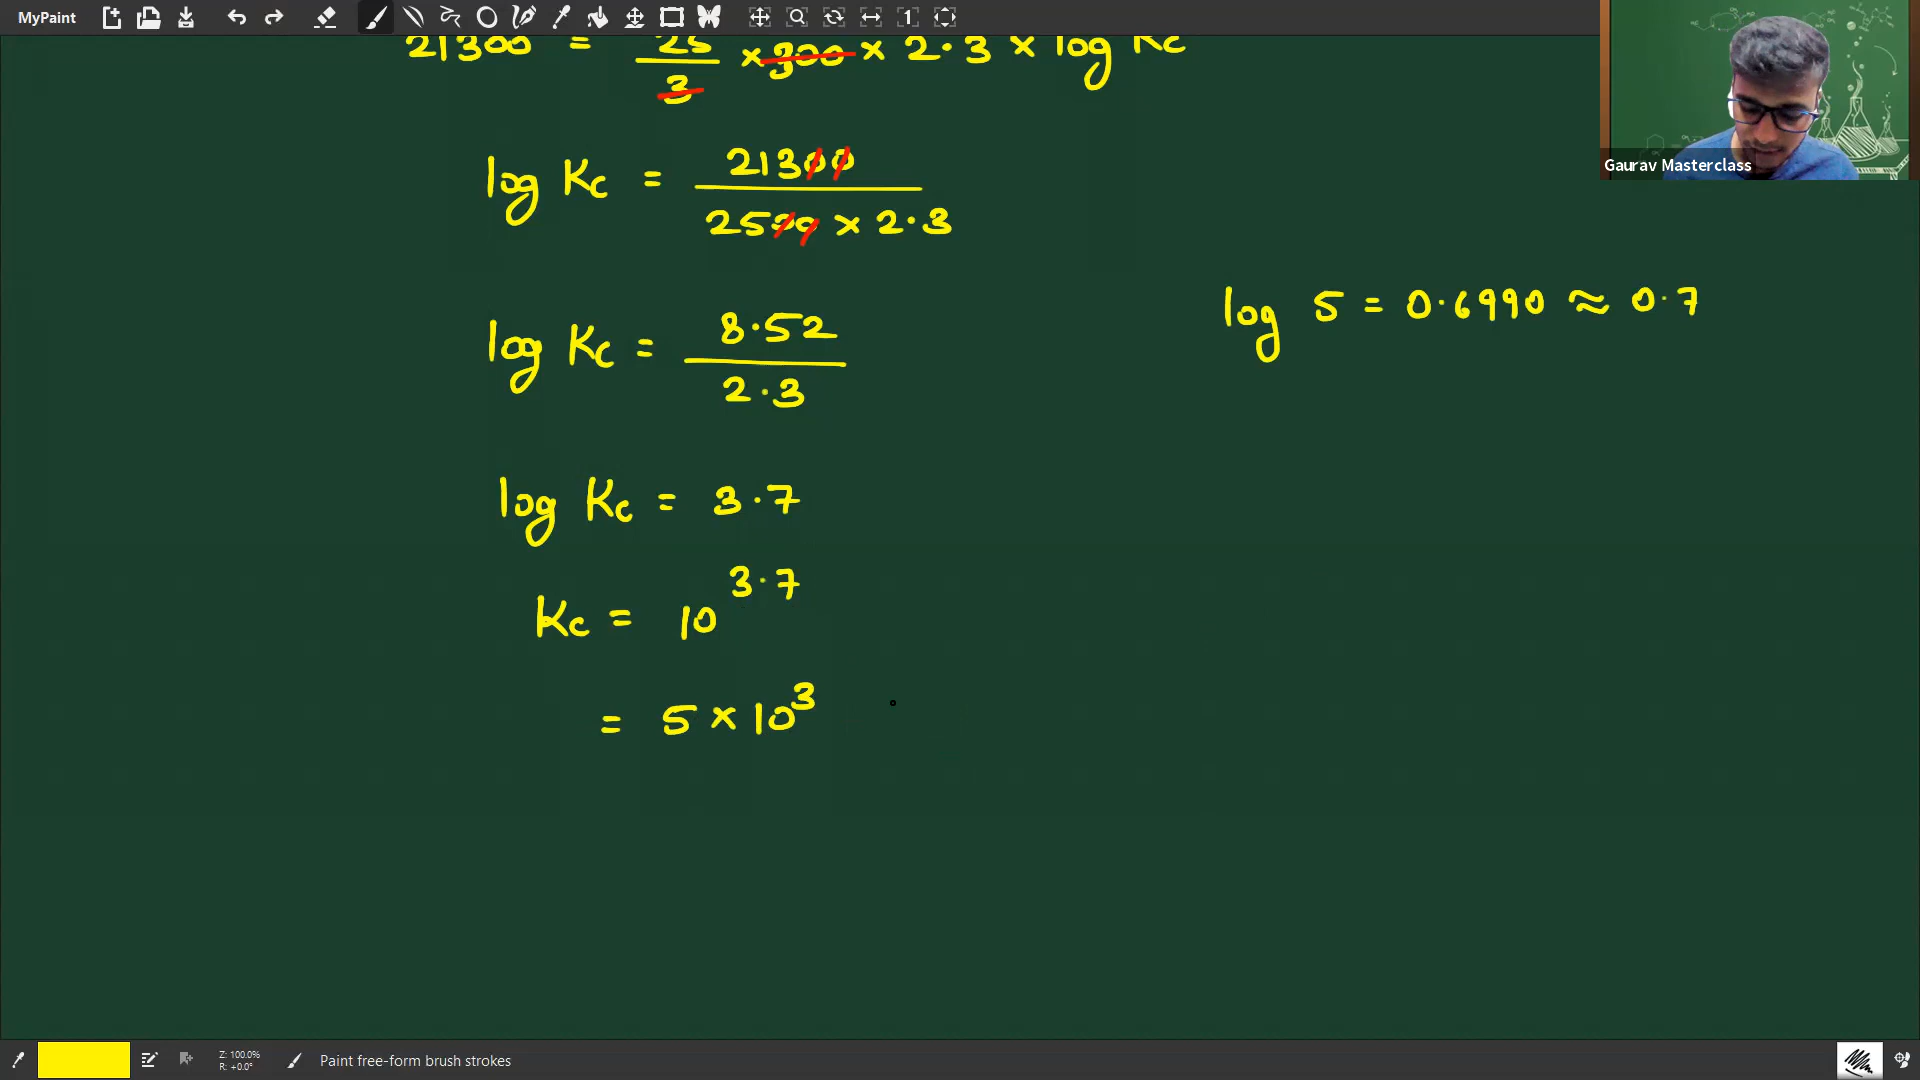 MyPaint
21300 = 25/3 × 300 × 2.3 × log Kc
Gaurav Masterclass
log Kc = 21300/2500 × 2.3
log 5 = 0.6990 ≈ 0.7
log Kc = 8.52/2.3
log Kc = 3.7
Kc = 10^3.7
= 5 × 10^3
Z: 100.0%
R: +0.0°
Paint free-form brush strokes